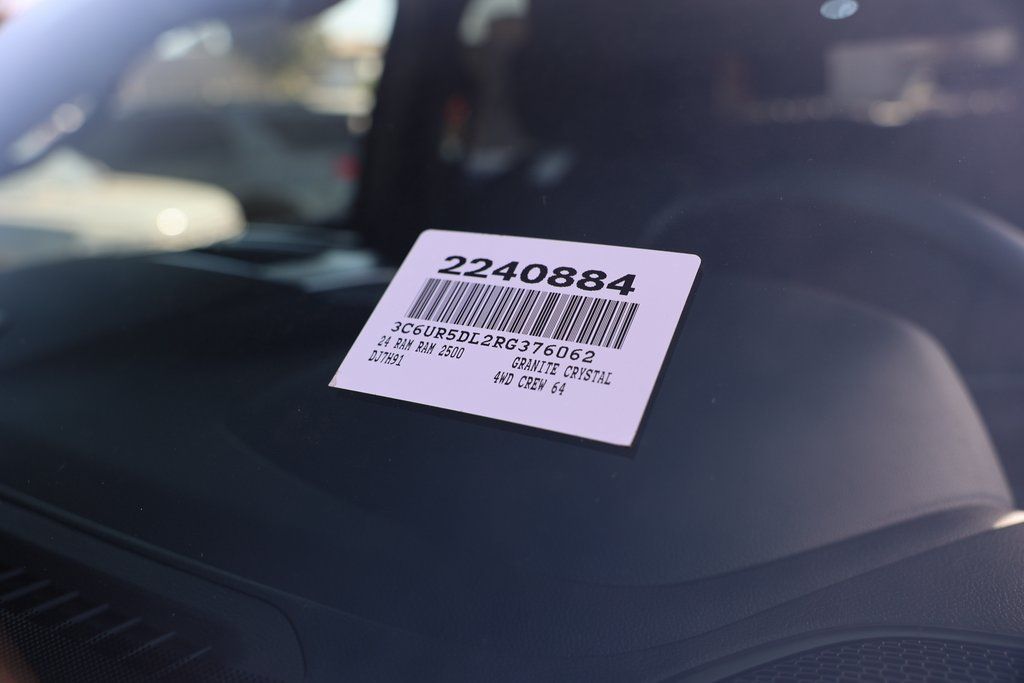 2240884
3C6UR5DL2RG376062
24 RAM RAM 2500 GRANITE CRYSTAL
DJ7H91 4WD CREW 64